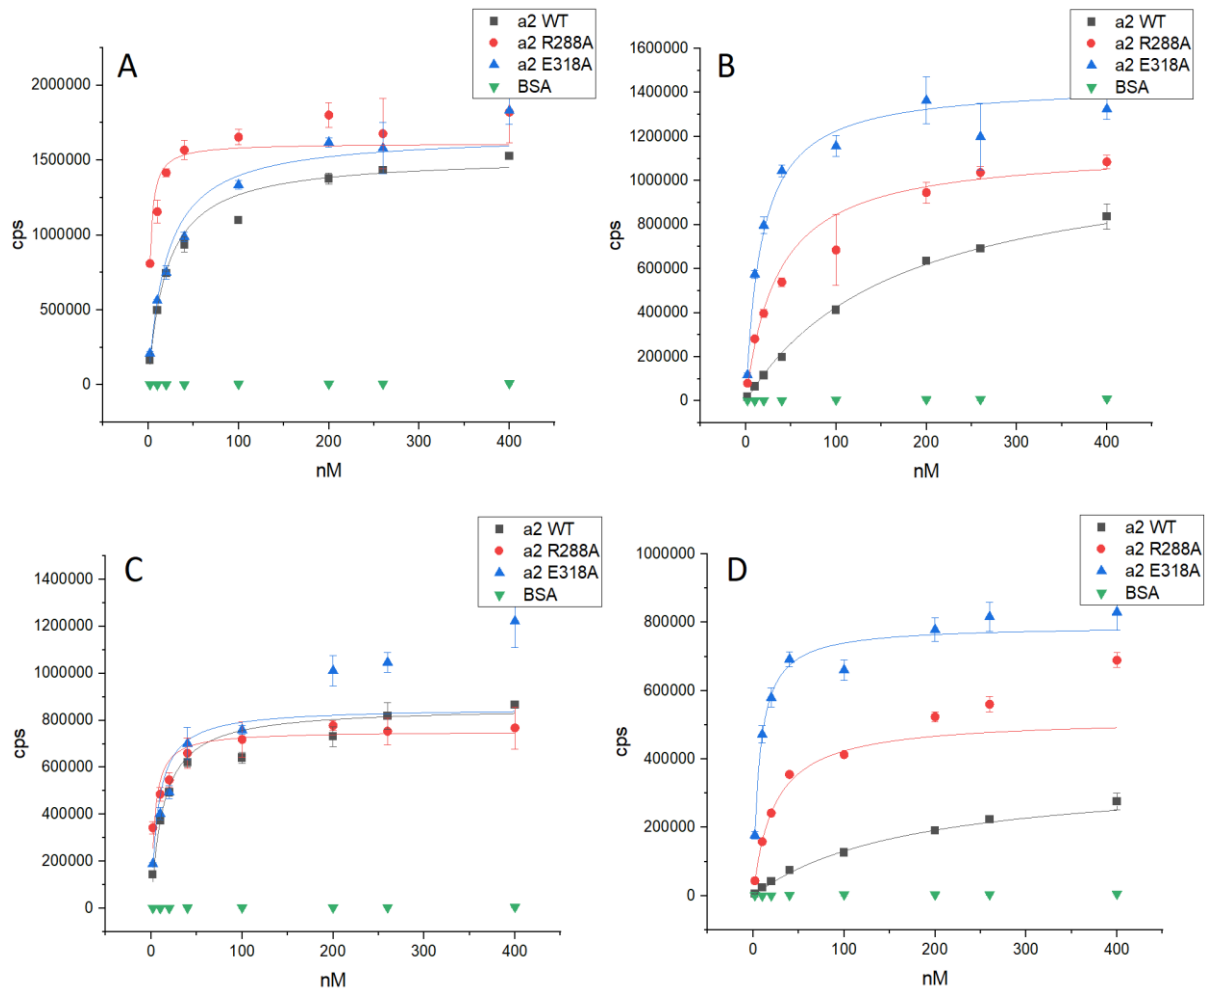 A
a2 WT
a2 R288A
a2 E318A
BSA
2000000
1500000
1000000
500000
0
cps
0 100 200 300 400
nM
B
a2 WT
a2 R288A
a2 E318A
BSA
1600000
1400000
1200000
1000000
800000
600000
400000
200000
0
cps
0 100 200 300 400
nM
C
a2 WT
a2 R288A
a2 E318A
BSA
1400000
1200000
1000000
800000
600000
400000
200000
0
cps
0 100 200 300 400
nM
D
a2 WT
a2 R288A
a2 E318A
BSA
1000000
800000
600000
400000
200000
0
cps
0 100 200 300 400
nM